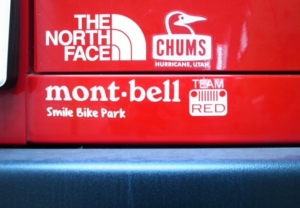 THE
NORTH
FACE
CHUMS
HURRICANE, UTAH
mont-bell
Smile Bike Park
TEAM
RED